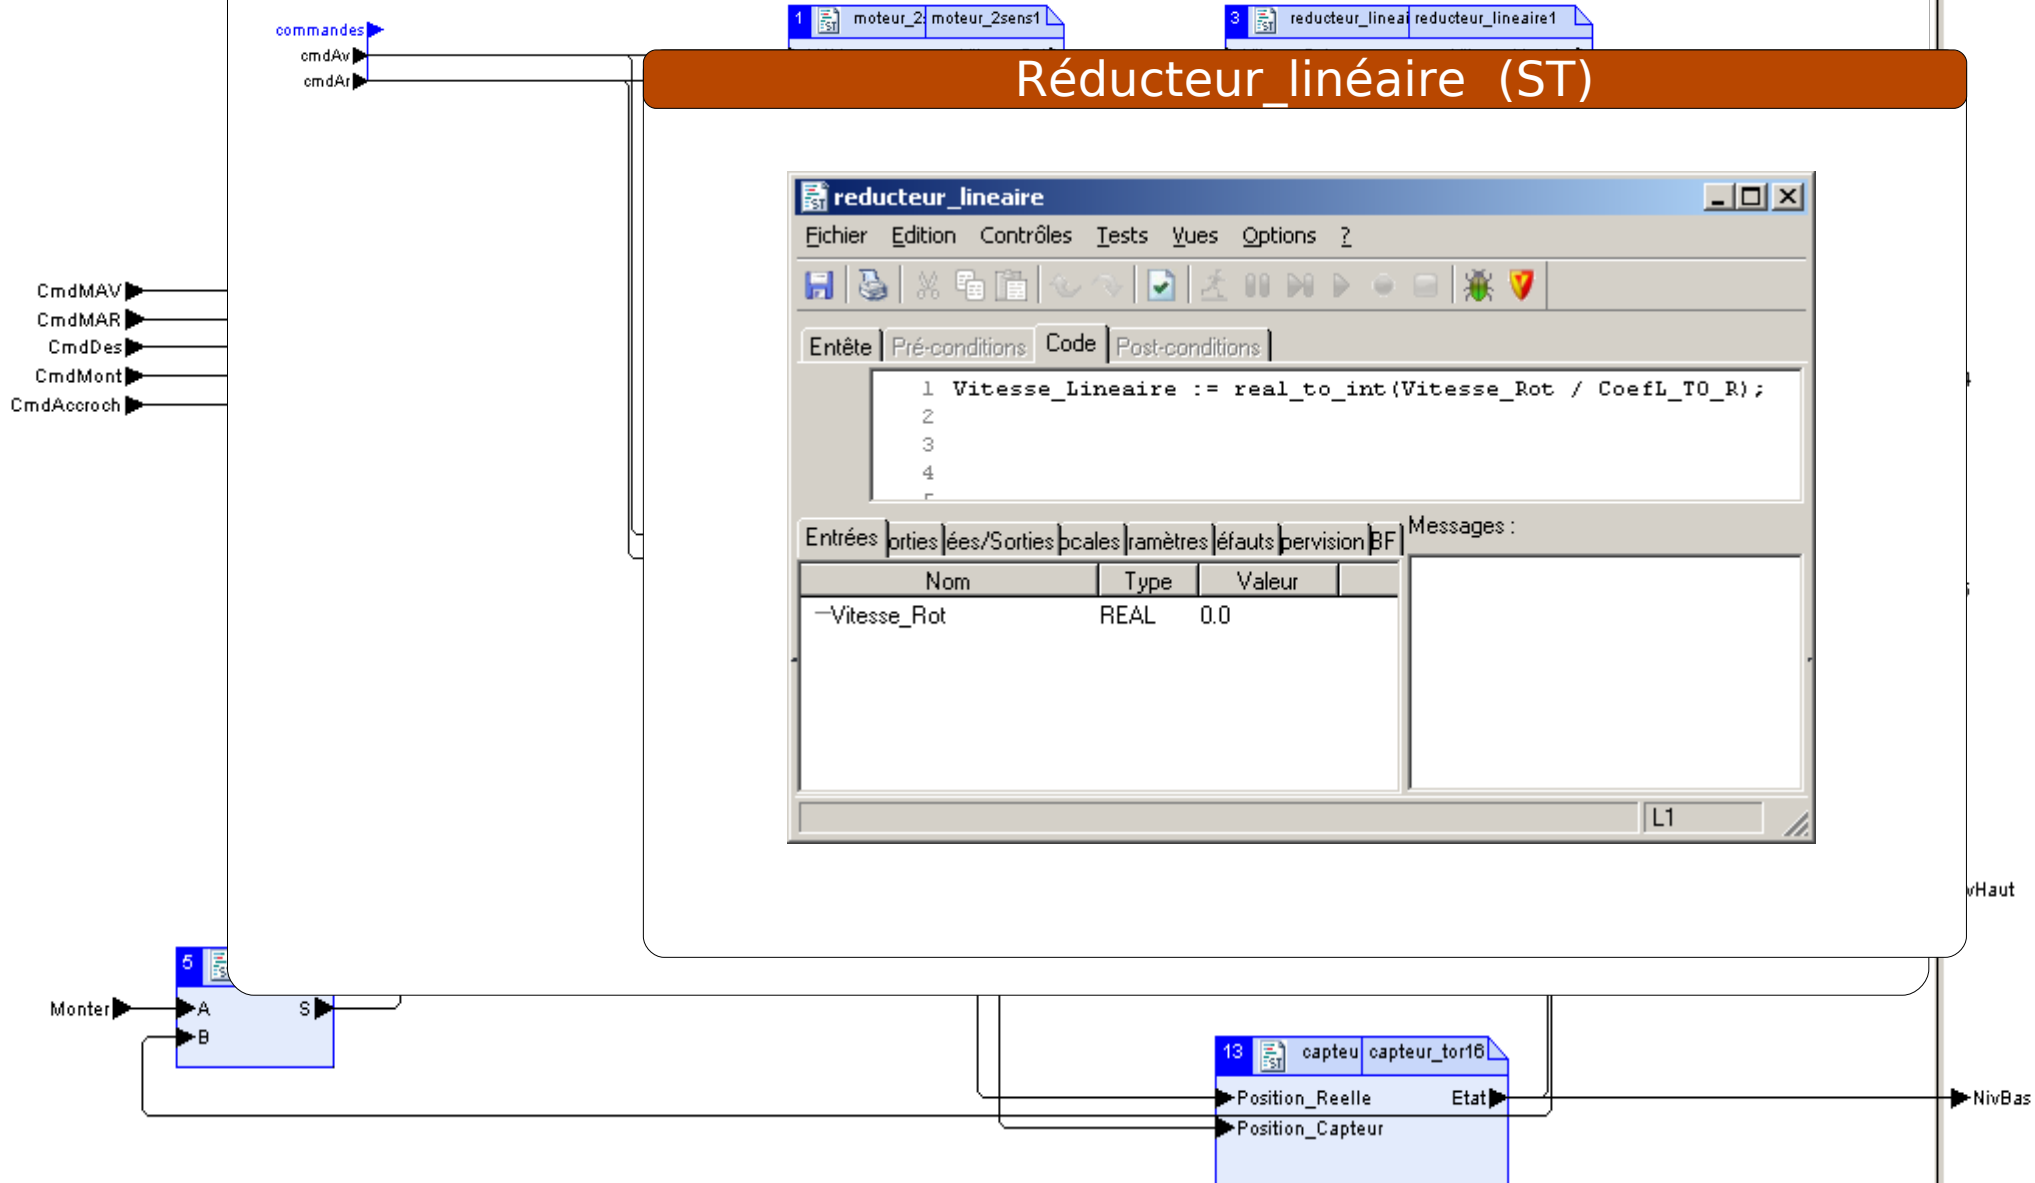 commandes
cmdAv
cmdAr
1 moteur_2 moteur_2sens1
3 reducteur_lineai reducteur_lineaire1
Réducteur_linéaire (ST)
reducteur_lineaire
Fichier Edition Contrôles Tests Vues Options ?
Entête Pré-conditions Code Post-conditions
1 Vitesse_Lineaire := real_to_int(Vitesse_Rot / CoefL_TO_R);
2
3
4
Entrées orties ées/Sorties ocales ramètres éfauts pervision BF
Messages :
Nom Type Valeur
Vitesse_Rot REAL 0.0
L1
CmdMAV
CmdMAR
CmdDes
CmdMont
CmdAccroch
vHaut
5
Monter
A S
B
13 capteu capteur_tor16
Position_Reelle Etat
Position_Capteur
NivBas